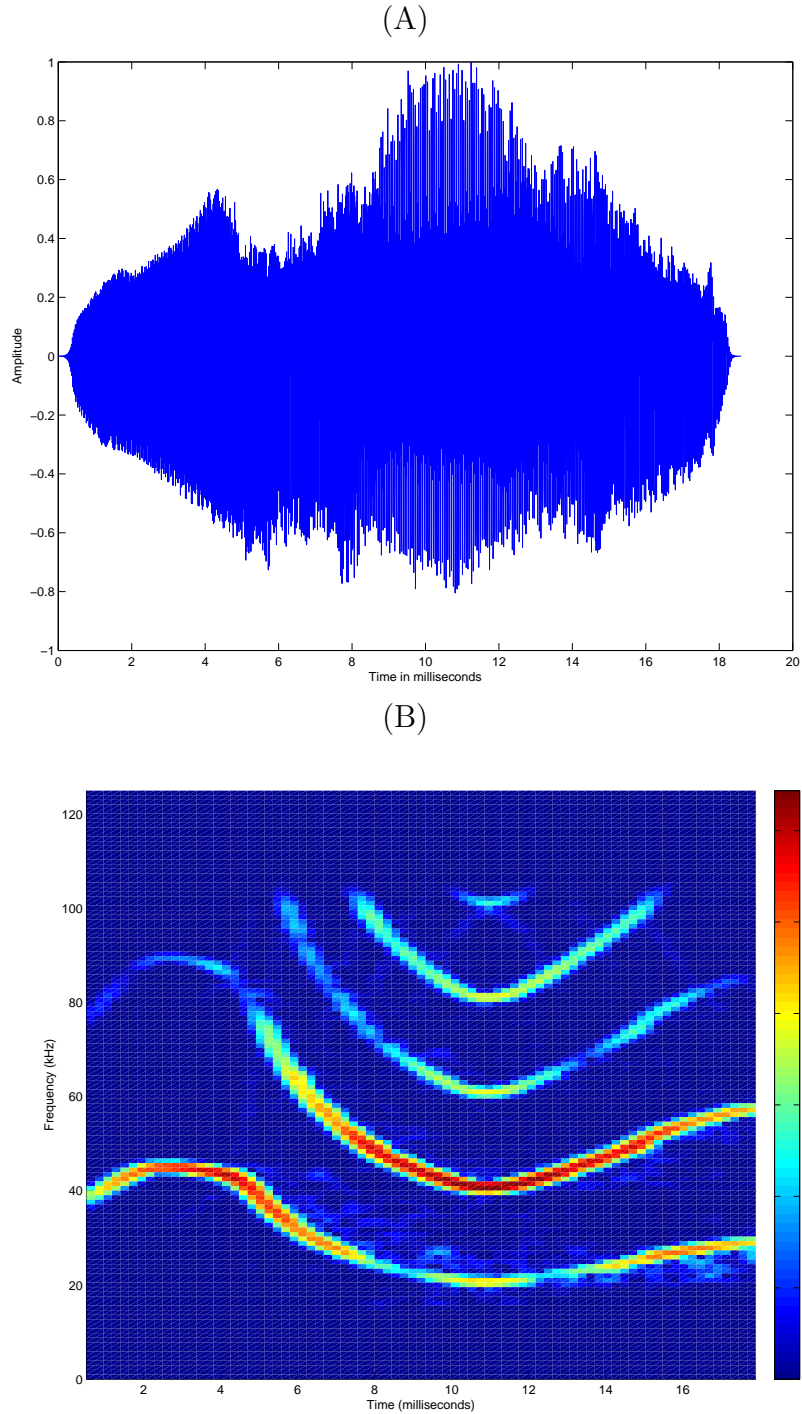 (A)
1
0.8
0.6
0.4
0.2
0
−0.2
−0.4
−0.6
−0.8
−1
Amplitude
0 2 4 6 8 10 12 14 16 18 20
Time in milliseconds
(B)
120
100
80
60
40
20
0
Frequency (kHz)
2 4 6 8 10 12 14 16
Time (milliseconds)